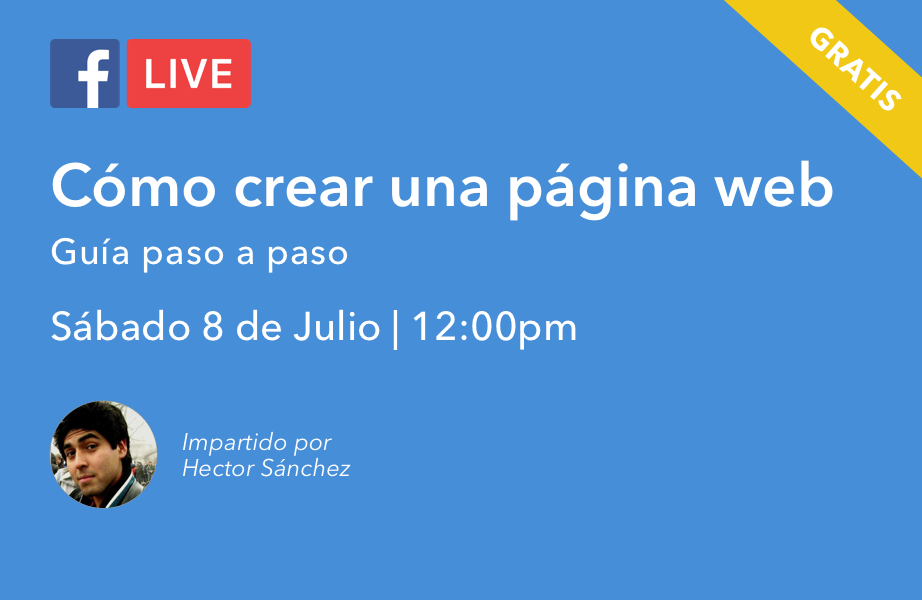 f LIVE
GRATIS
Cómo crear una página web
Guía paso a paso
Sábado 8 de Julio | 12:00pm
Impartido por
Hector Sánchez